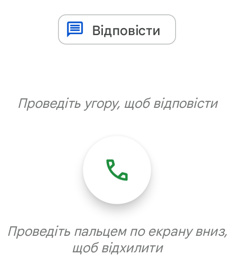 Відповісти
Проведіть угору, щоб відповісти
Проведіть пальцем по екрану вниз,
щоб відхилити